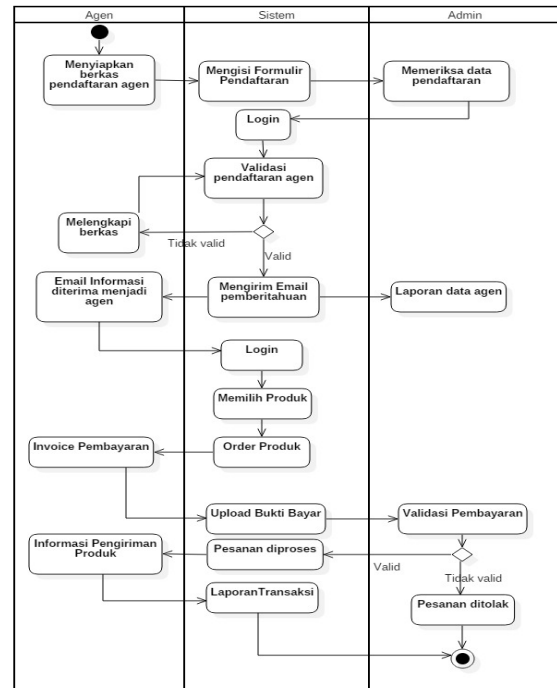 Agen
Sistem
Admin
Menyiapkan
berkas
pendaftaran agen
Mengisi Formulir
Pendaftaran
Memeriksa data
pendaftaran
Login
Validasi
pendaftaran agen
Melengkapi
berkas
Tidak valid
Valid
Email Informasi
diterima menjadi
agen
Mengirim Email
pemberitahuan
Laporan data agen
Login
Memilih Produk
Invoice Pembayaran
Order Produk
Upload Bukti Bayar
Validasi Pembayaran
Informasi Pengiriman
Produk
Pesanan diproses
Valid
Tidak valid
LaporanTransaksi
Pesanan ditolak